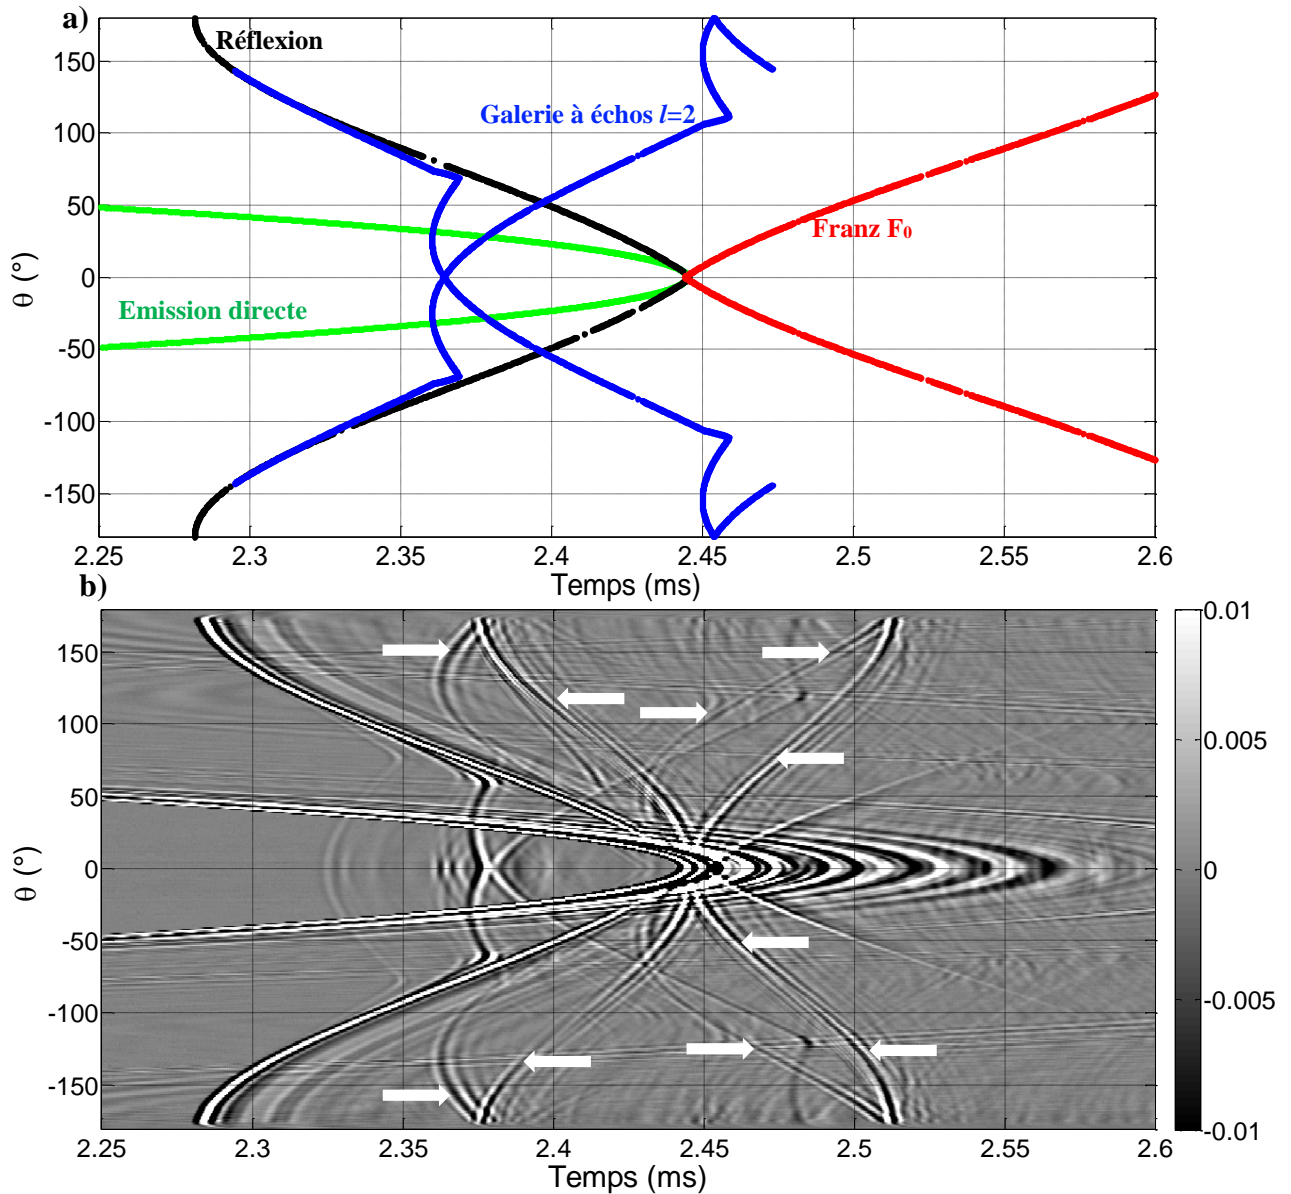 a)
Réflexion
Galerie à échos l=2
Franz F0
Emission directe
θ (°)
150
100
50
0
-50
-100
-150
2.25 2.3 2.35 2.4 2.45 2.5 2.55 2.6
Temps (ms)
b)
θ (°)
150
100
50
0
-50
-100
-150
2.25 2.3 2.35 2.4 2.45 2.5 2.55 2.6
Temps (ms)
0.01
0.005
0
-0.005
-0.01